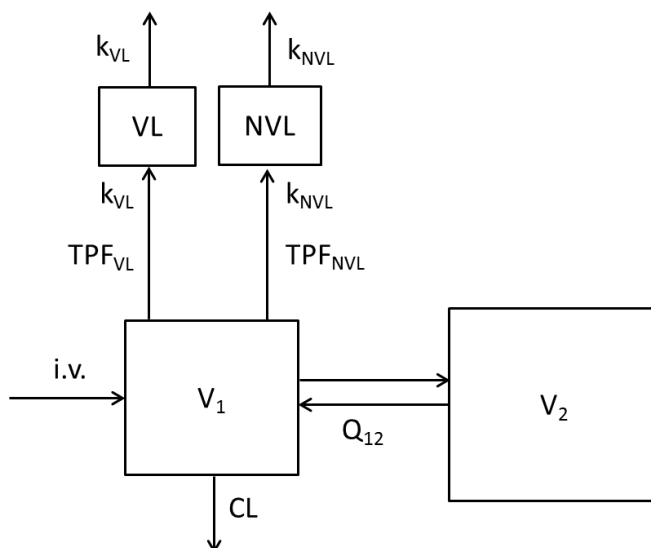 k_VL k_NVL
VL NVL
k_VL k_NVL
TPF_VL TPF_NVL
i.v. V_1 V_2
Q_12
CL